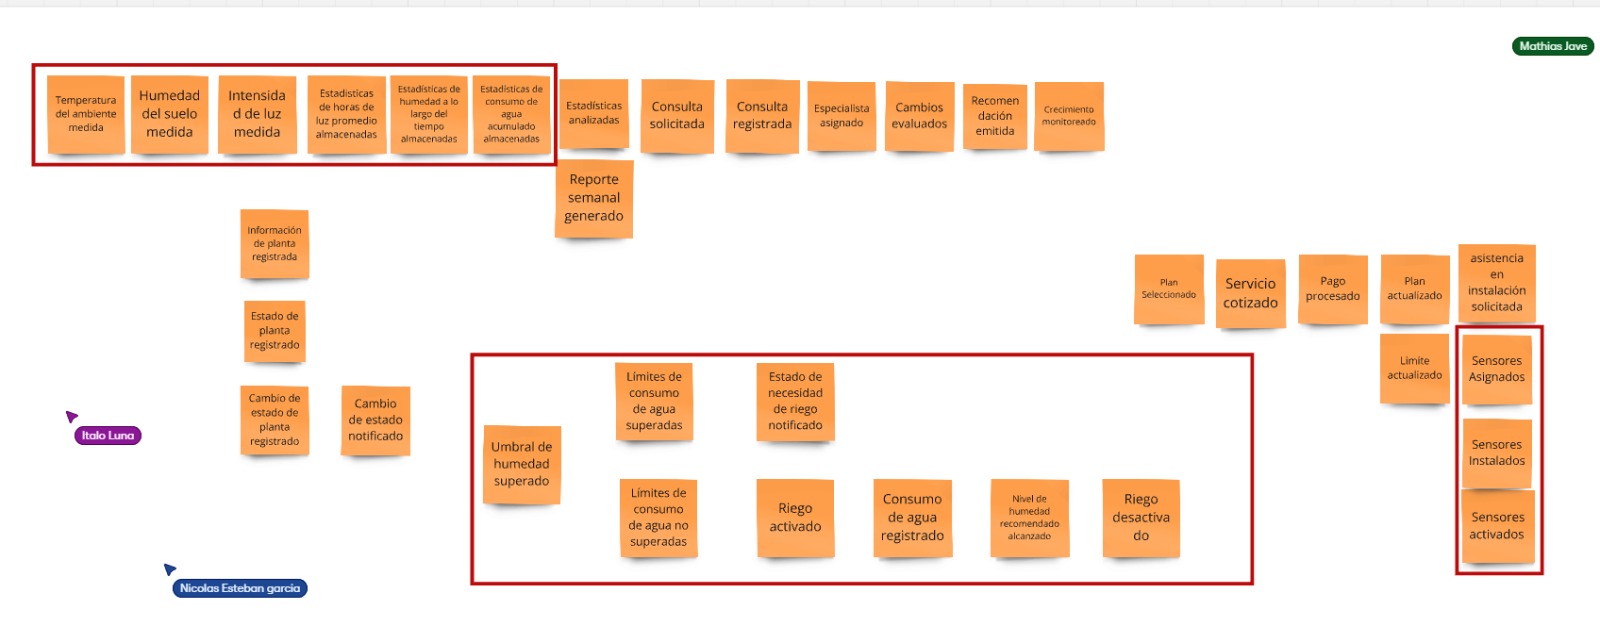 Mathias Jave
Temperatura
del ambiente
medida
Humedad
del suelo
medida
Intensida
d de luz
medida
Estadisticas
de horas de
luz promedio
almacenadas
Estadísticas de
humedad a lo
largo del
tiempo
almacenadas
Estadísticas de
consumo de
agua
acumulado
almacenadas
Estadísticas
analizadas
Consulta
solicitada
Consulta
registrada
Especialista
asignado
Cambios
evaluados
Recomen
dación
emitida
Crecimiento
monitoreado
Reporte
semanal
generado
Información
de planta
registrada
Estado de
planta
registrado
Cambio de
estado de
planta
registrado
Cambio
de estado
notificado
Plan
Seleccionado
Servicio
cotizado
Pago
procesado
Plan
actualizado
asistencia
en
instalación
solicitada
Limite
actualizado
Sensores
Asignados
Sensores
Instalados
Sensores
activados
Umbral de
humedad
superado
Límites de
consumo
de agua
superadas
Estado de
necesidad
de riego
notificado
Límites de
consumo
de agua no
superadas
Riego
activado
Consumo
de agua
registrado
Nivel de
humedad
recomendado
alcanzado
Riego
desactiva
do
Italo Luna
Nicolas Esteban garcia